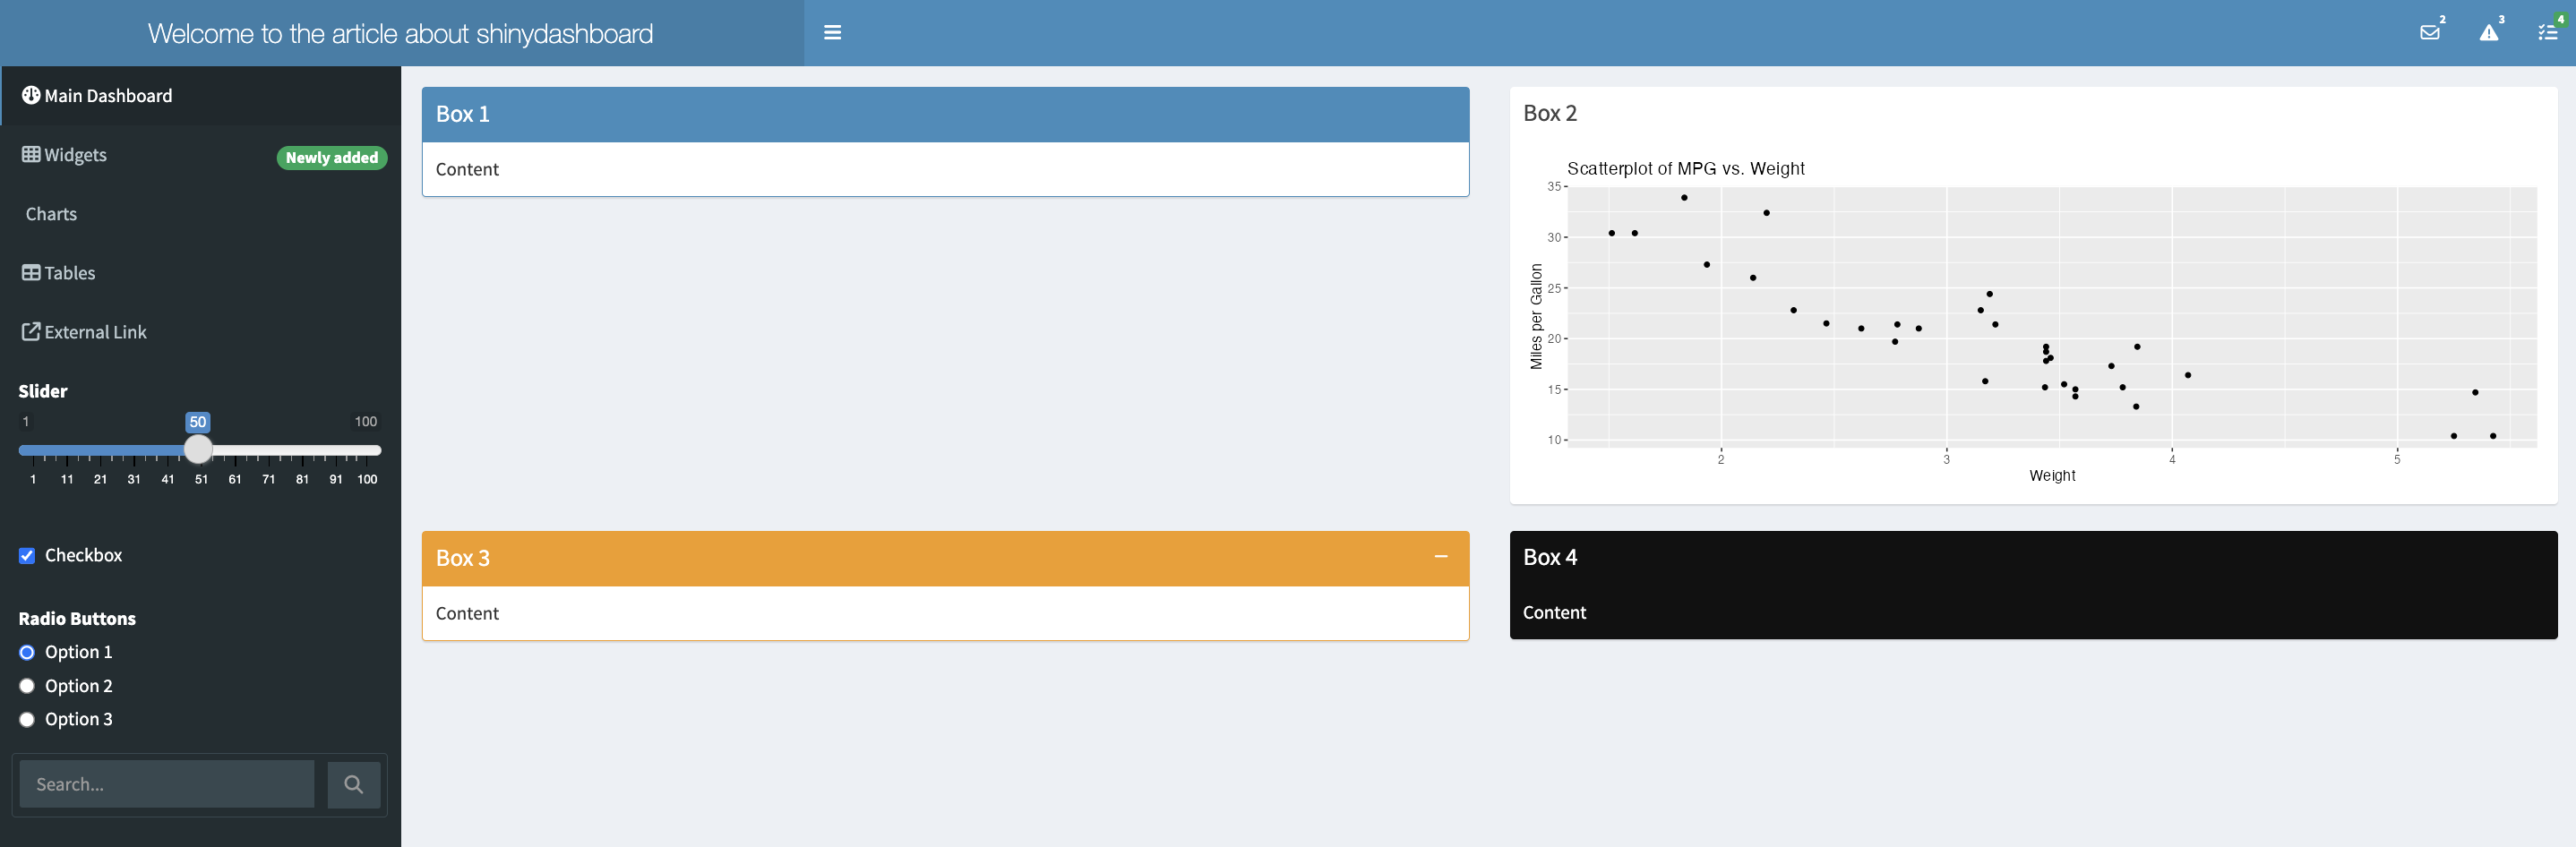 Welcome to the article about shinydashboard
2
3
4
Main Dashboard
Widgets
Newly added
Charts
Tables
External Link
Slider
1
50
100
1 11 21 31 41 51 61 71 81 91 100
Checkbox
Radio Buttons
Option 1
Option 2
Option 3
Search...
Box 1
Content
Box 2
Scatterplot of MPG vs. Weight
Miles per Gallon
35
30
25
20
15
10
2 3 4 5
Weight
Box 3
Content
Box 4
Content